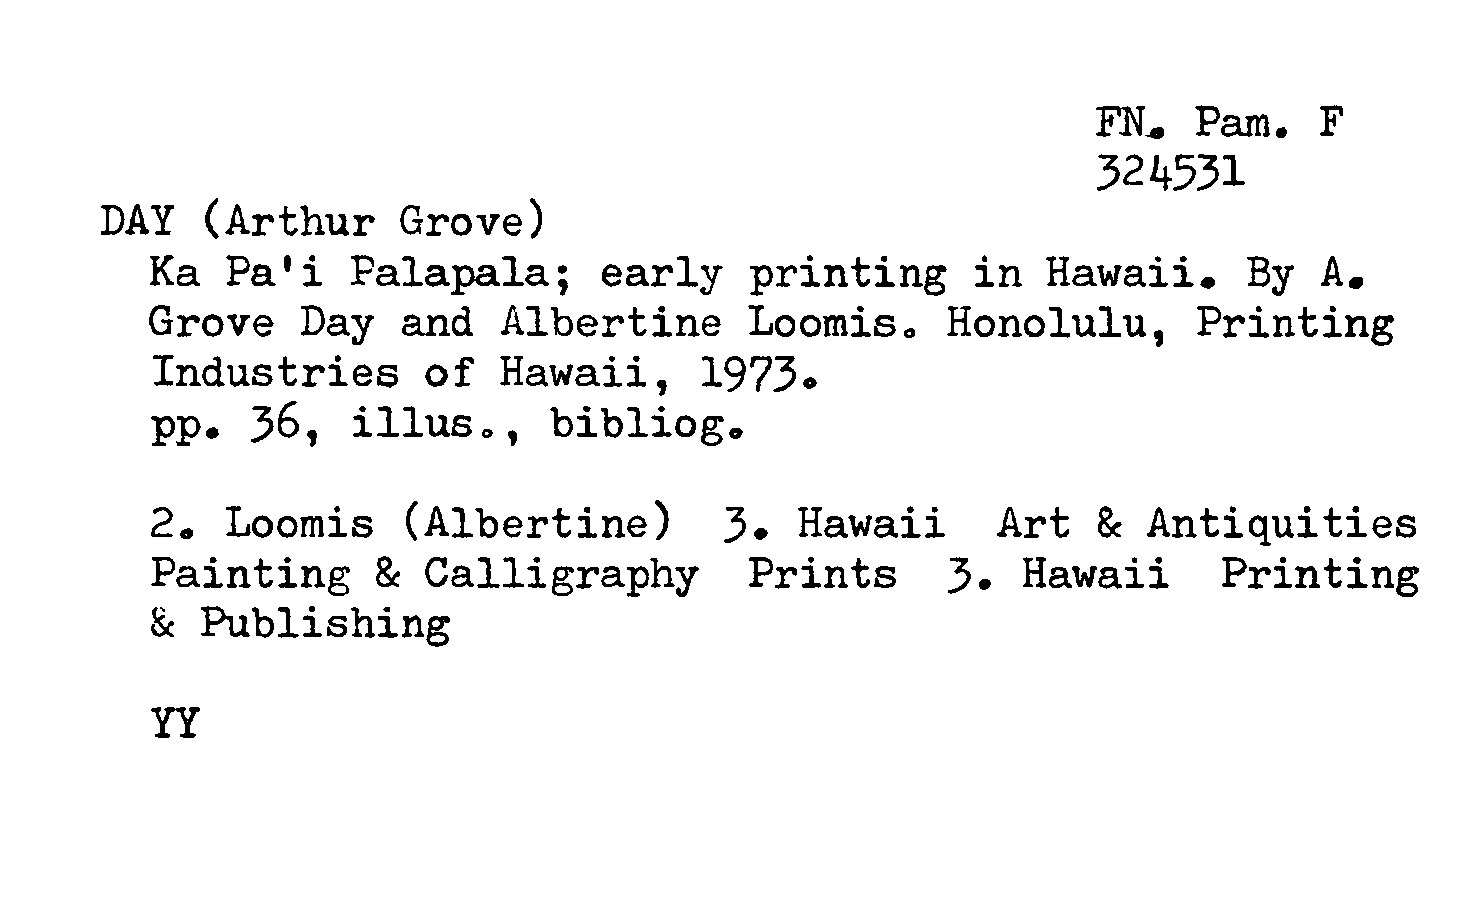 FN. Pam. F
324531
DAY (Arthur Grove)
Ka Pa'i Palapala; early printing in Hawaii. By A.
Grove Day and Albertine Loomis. Honolulu, Printing
Industries of Hawaii, 1973.
pp. 36, illus., bibliog.
2. Loomis (Albertine) 3. Hawaii Art & Antiquities
Painting & Calligraphy Prints 3. Hawaii Printing
& Publishing
YY